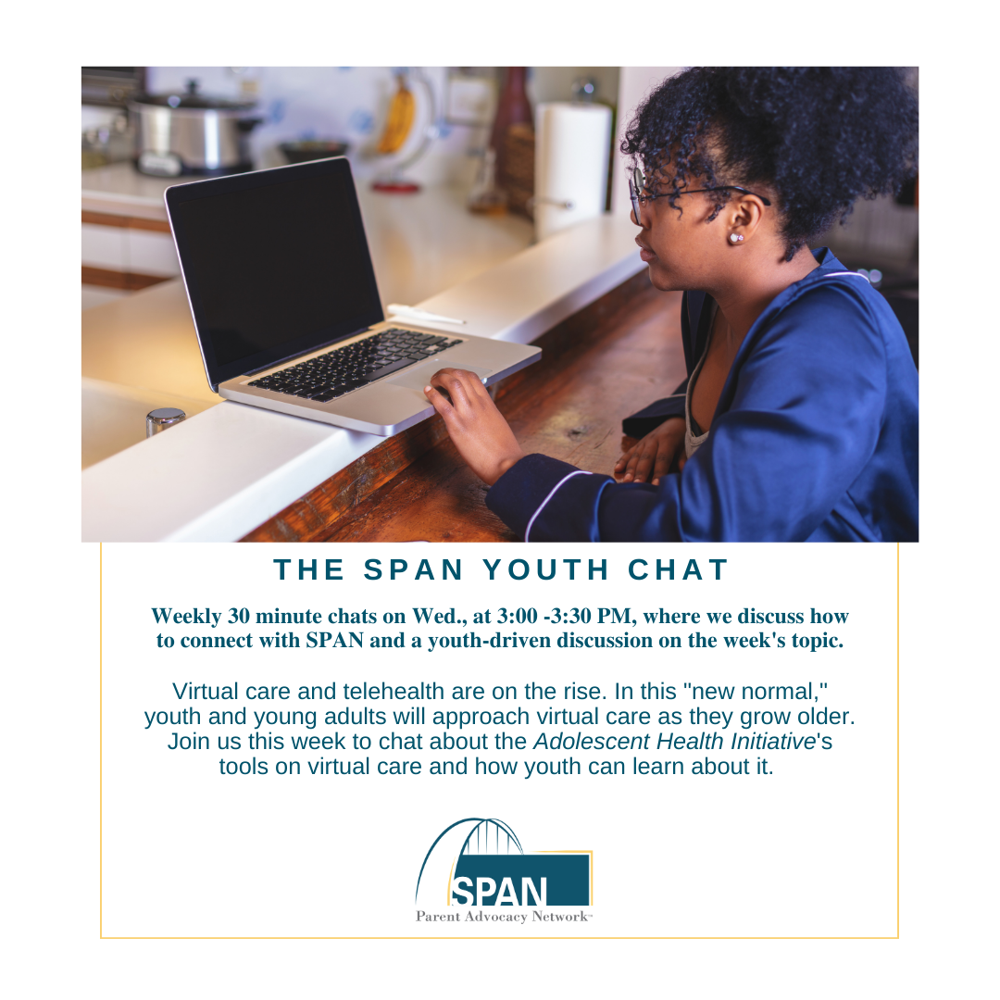 THE SPAN YOUTH CHAT
Weekly 30 minute chats on Wed., at 3:00 -3:30 PM, where we discuss how
to connect with SPAN and a youth-driven discussion on the week's topic.
Virtual care and telehealth are on the rise. In this "new normal,"
youth and young adults will approach virtual care as they grow older.
Join us this week to chat about the Adolescent Health Initiative's
tools on virtual care and how youth can learn about it.
SPAN
Parent Advocacy Network